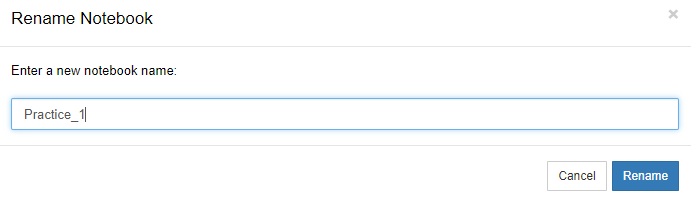 Rename Notebook
×
Enter a new notebook name:
Practice_1
Cancel
Rename